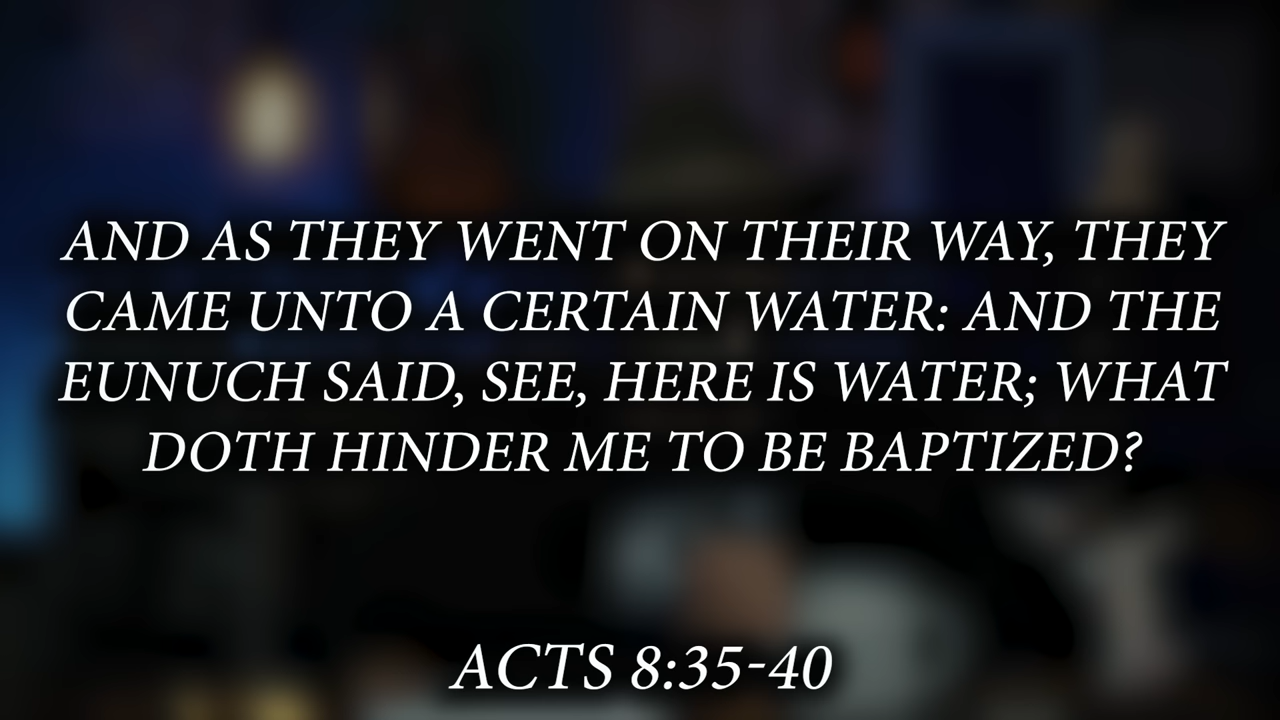 AND AS THEY WENT ON THEIR WAY, THEY
CAME UNTO A CERTAIN WATER: AND THE
EUNUCH SAID, SEE, HERE IS WATER; WHAT
DOTH HINDER ME TO BE BAPTIZED?
ACTS 8:35-40